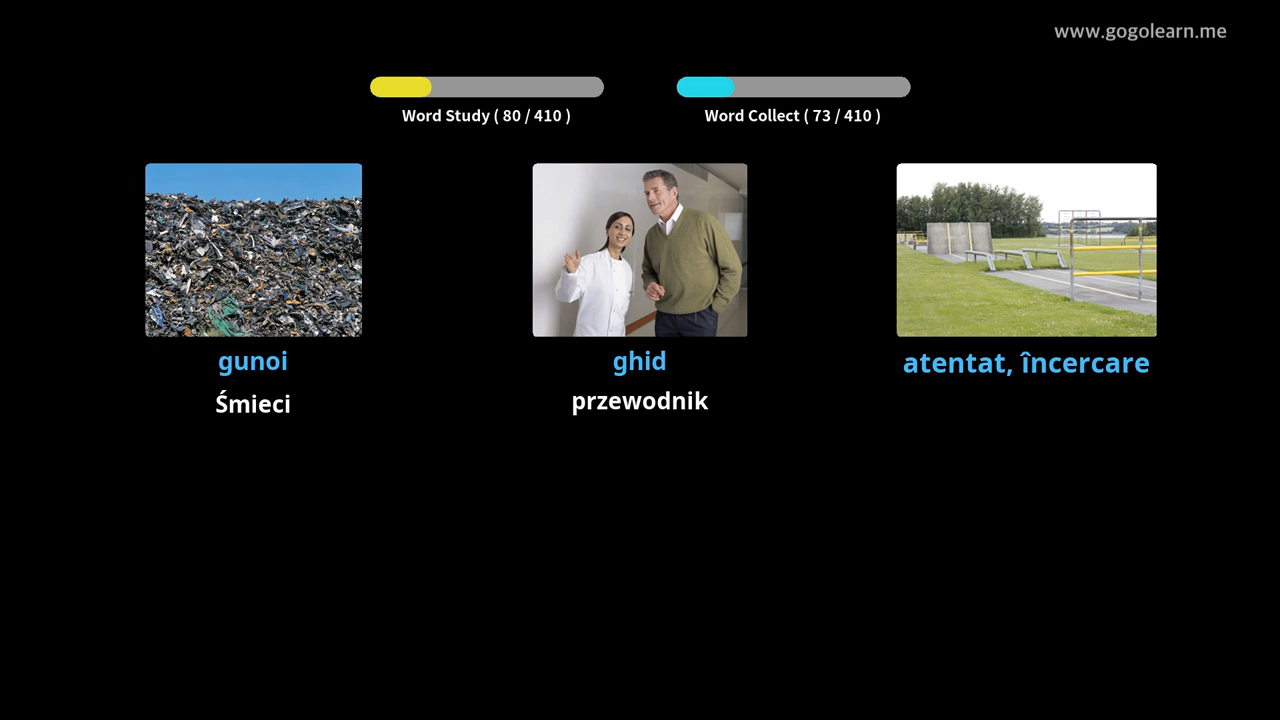 www.gogolearn.me
Word Study ( 80 / 410 )
Word Collect ( 73 / 410 )
gunoi
Śmieci
ghid
przewodnik
atentat, încercare